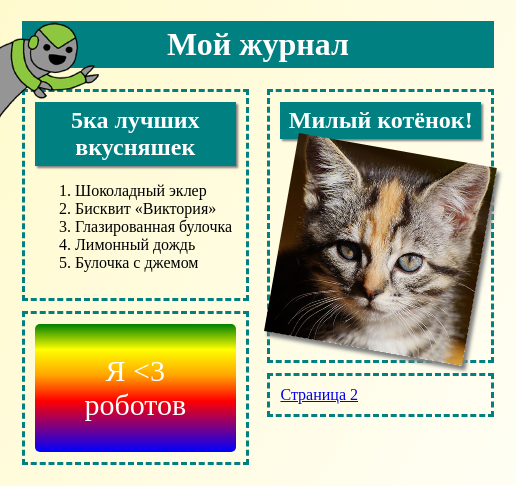 Мой журнал
5ка лучших
вкусняшек
1. Шоколадный эклер
2. Бисквит «Виктория»
3. Глазированная булочка
4. Лимонный дождь
5. Булочка с джемом
Я <3
роботов
Милый котёнок!
Страница 2